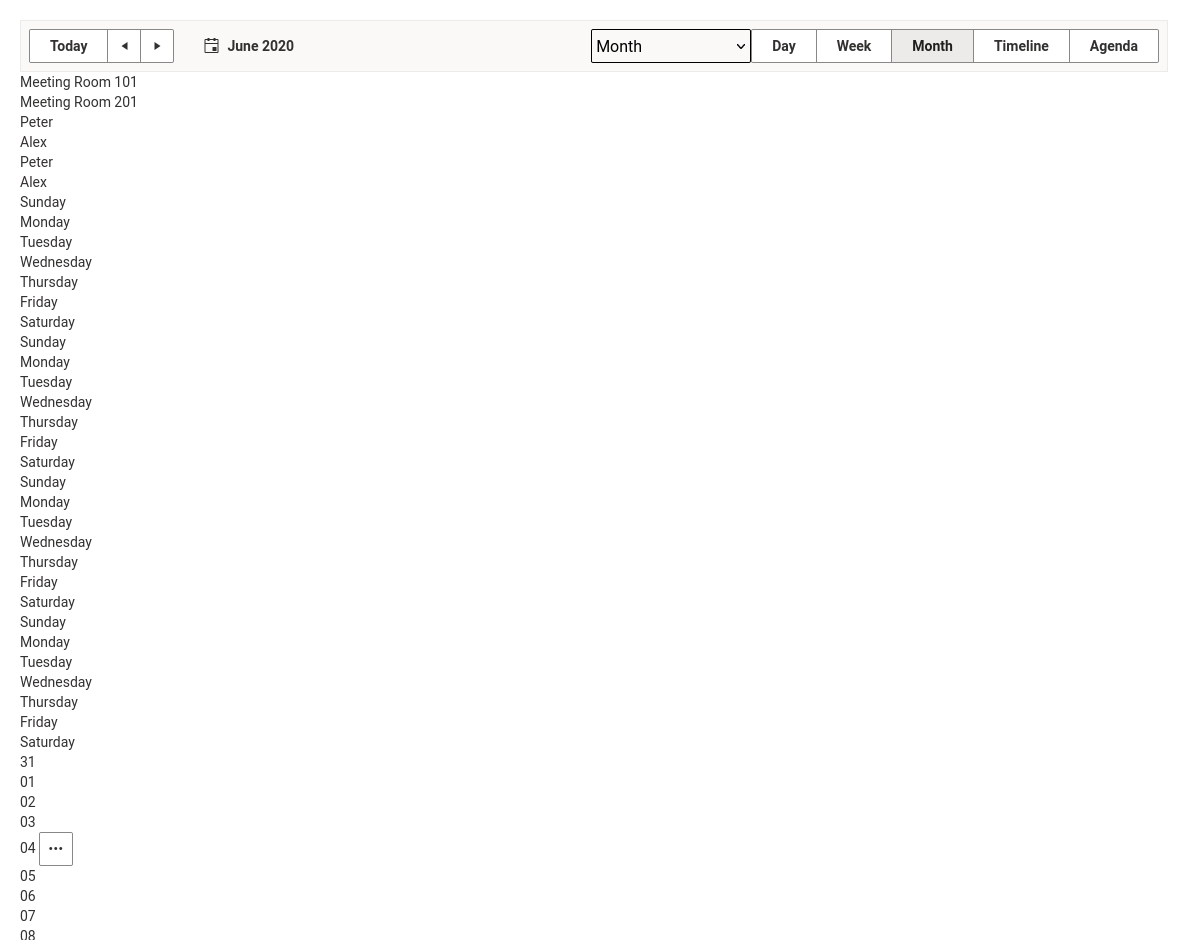 Today June 2020 Month Day Week Month Timeline Agenda
Meeting Room 101
Meeting Room 201
Peter
Alex
Peter
Alex
Sunday
Monday
Tuesday
Wednesday
Thursday
Friday
Saturday
Sunday
Monday
Tuesday
Wednesday
Thursday
Friday
Saturday
Sunday
Monday
Tuesday
Wednesday
Thursday
Friday
Saturday
Sunday
Monday
Tuesday
Wednesday
Thursday
Friday
Saturday
31
01
02
03
04
05
06
07
08